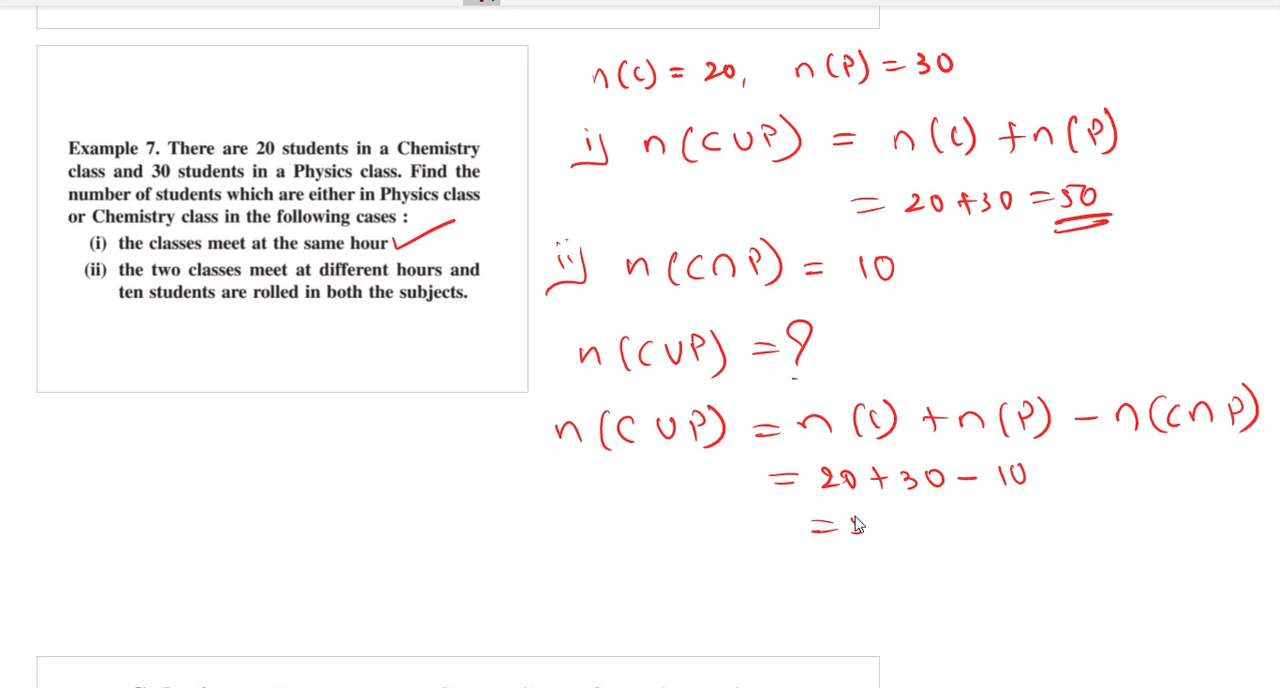 Example 7. There are 20 students in a Chemistry
class and 30 students in a Physics class. Find the
number of students which are either in Physics class
or Chemistry class in the following cases :
(i) the classes meet at the same hour
(ii) the two classes meet at different hours and
ten students are rolled in both the subjects.
n(C) = 20, n(P) = 30
i) n(C∪P) = n(C) + n(P)
= 20 + 30 = 50
ii) n(C∩P) = 10
n(C∪P) = ?
n(C∪P) = n(C) + n(P) - n(C∩P)
= 20 + 30 - 10
=